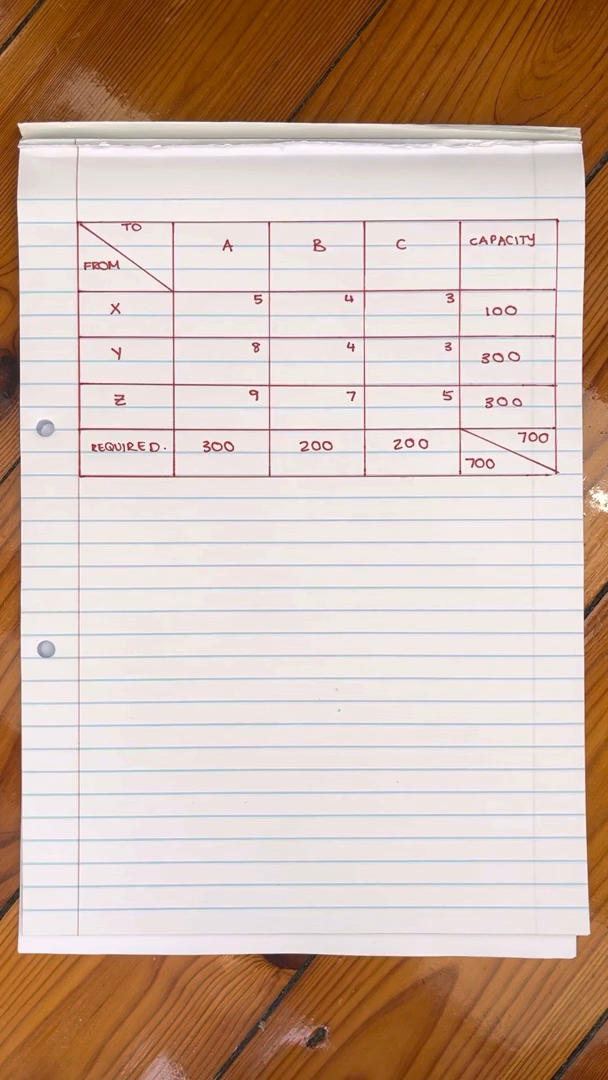 TO
FROM A B C CAPACITY
X 5 4 3 100
Y 8 4 3 300
Z 9 7 5 300
REQUIRED. 300 200 200 700
700